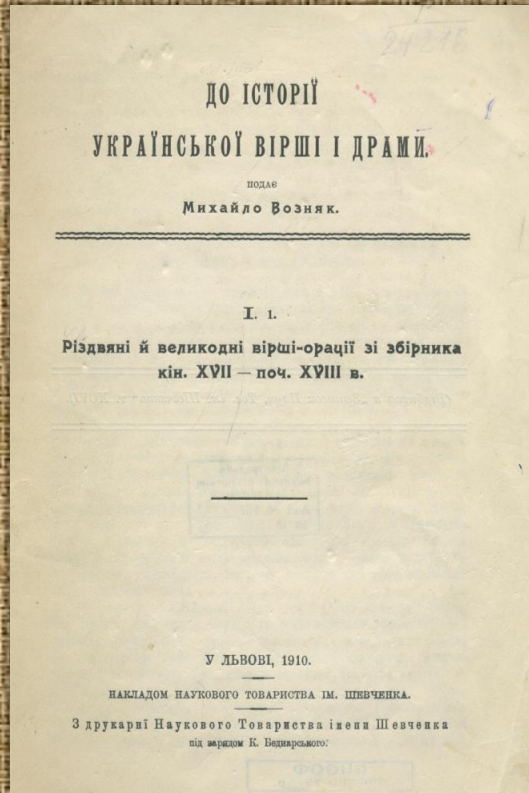 24216
ДО ІСТОРІЇ
УКРАЇНСЬКОЇ ВІРШІ І ДРАМИ.
ПОДАЄ
Михайло Возняк.
I. 1.
Різдвяні й великодні вірші-орації зі збірника
кін. XVII — поч. XVIII в.
У ЛЬВОВІ, 1910.
НАКЛАДОМ НАУКОВОГО ТОВАРИСТВА ІМ. ШЕВЧЕНКА.
З друкарні Наукового Товариства імени Шевченка
під зарядом К. Беднарського.